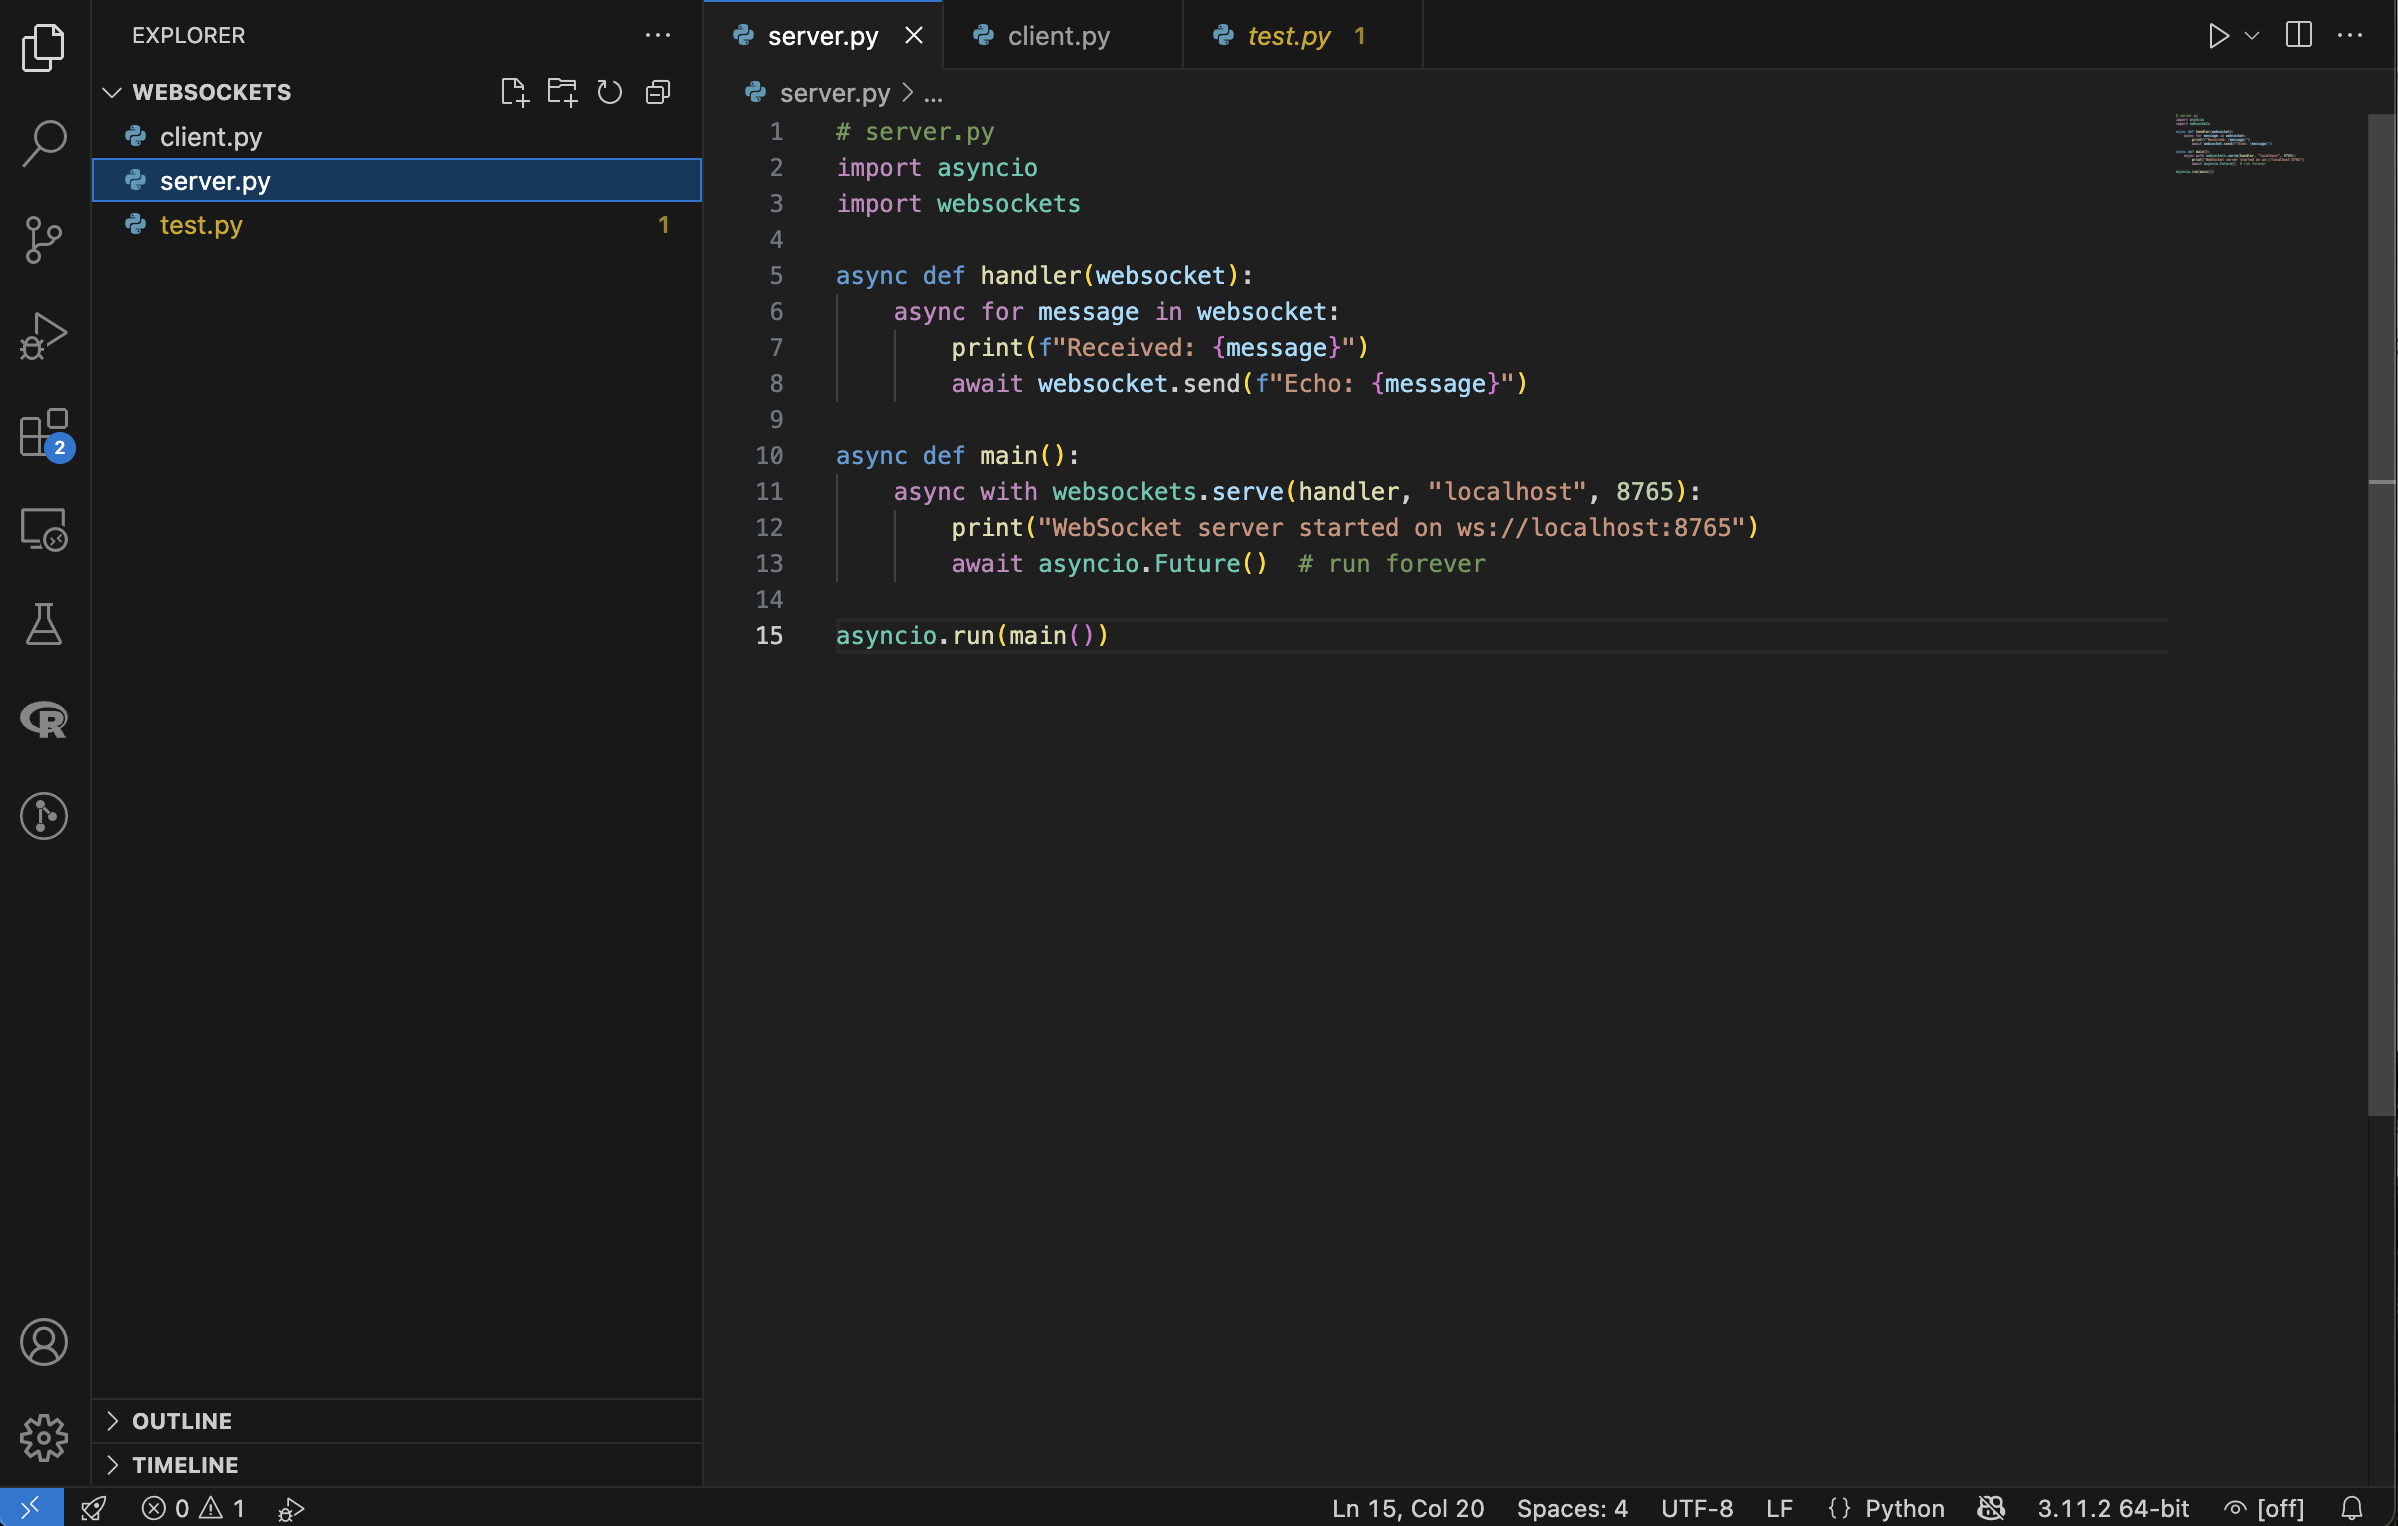 EXPLORER
WEBSOCKETS
client.py
server.py
test.py 1
2
server.py client.py test.py 1
server.py > ...
1 # server.py
2 import asyncio
3 import websockets
4
5 async def handler(websocket):
6     async for message in websocket:
7         print(f"Received: {message}")
8         await websocket.send(f"Echo: {message}")
9
10 async def main():
11     async with websockets.serve(handler, "localhost", 8765):
12         print("WebSocket server started on ws://localhost:8765")
13         await asyncio.Future()  # run forever
14
15 asyncio.run(main())
OUTLINE
TIMELINE
0 1 Ln 15, Col 20 Spaces: 4 UTF-8 LF {} Python 3.11.2 64-bit [off]